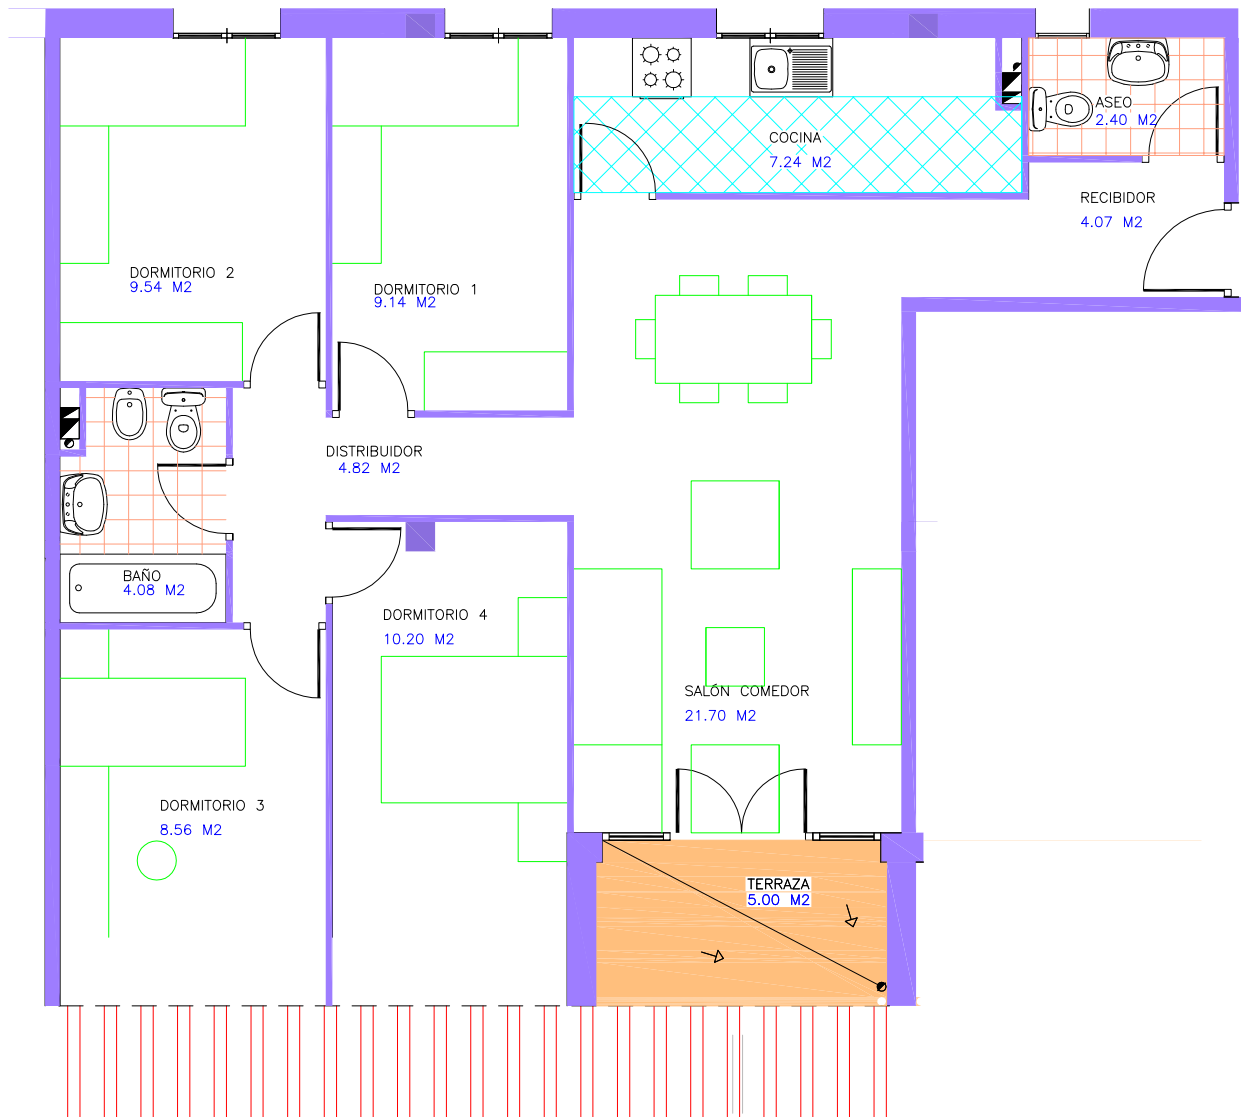 ASEO
2.40 M2
COCINA
7.24 M2
RECIBIDOR
4.07 M2
DORMITORIO 2
9.54 M2
DORMITORIO 1
9.14 M2
DISTRIBUIDOR
4.82 M2
BAÑO
4.08 M2
DORMITORIO 4
10.20 M2
SALÓN COMEDOR
21.70 M2
DORMITORIO 3
8.56 M2
TERRAZA
5.00 M2